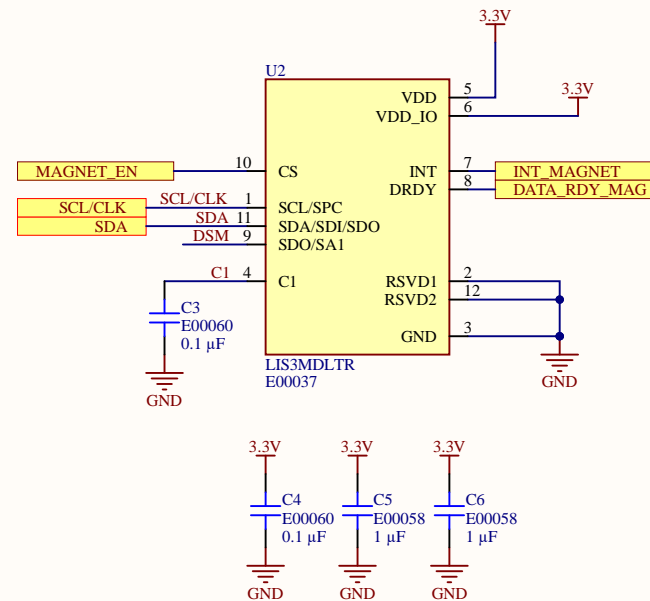 3.3V
U2
3.3V
VDD 5
VDD_IO 6
MAGNET_EN 10 CS INT 7 INT_MAGNET
DRDY 8 DATA_RDY_MAG
SCL/CLK SCL/CLK 1 SCL/SPC
SDA SDA 11 SDA/SDI/SDO
DSM 9 SDO/SA1
C1 4 C1 RSVD1 2
RSVD2 12
C3
E00060
0.1 µF
GND 3
GND
LIS3MDLTR
E00037
GND
3.3V 3.3V 3.3V
C4 C5 C6
E00060 E00058 E00058
0.1 µF 1 µF 1 µF
GND GND GND